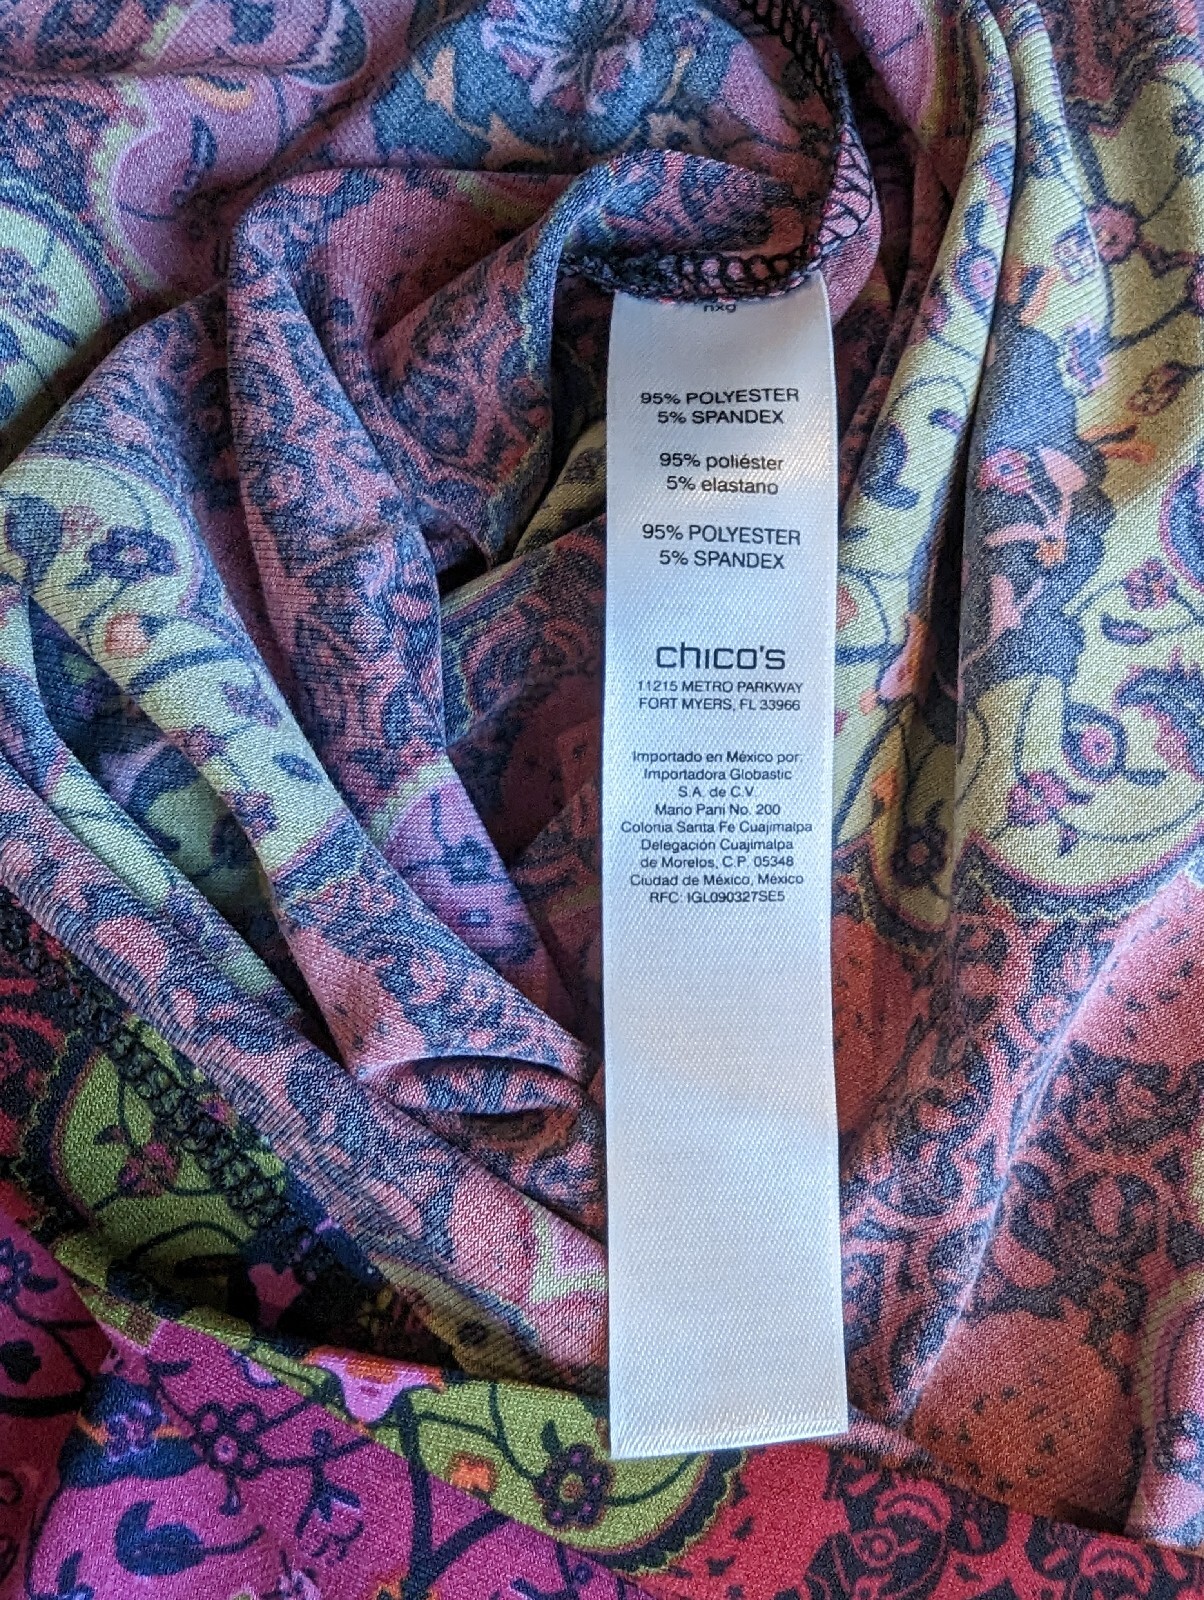 95% POLYESTER
5% SPANDEX
95% poliéster
5% elastano
95% POLYESTER
5% SPANDEX
chico's
11215 METRO PARKWAY
FORT MYERS, FL 33966
Importado en México por:
Importadora Globastic
S.A. de C.V.
Mario Pani No. 200
Colonia Santa Fe Cuajimalpa
Delegación Cuajimalpa
de Morelos, C.P. 05348
Ciudad de México, México
RFC: IGL090327SE5